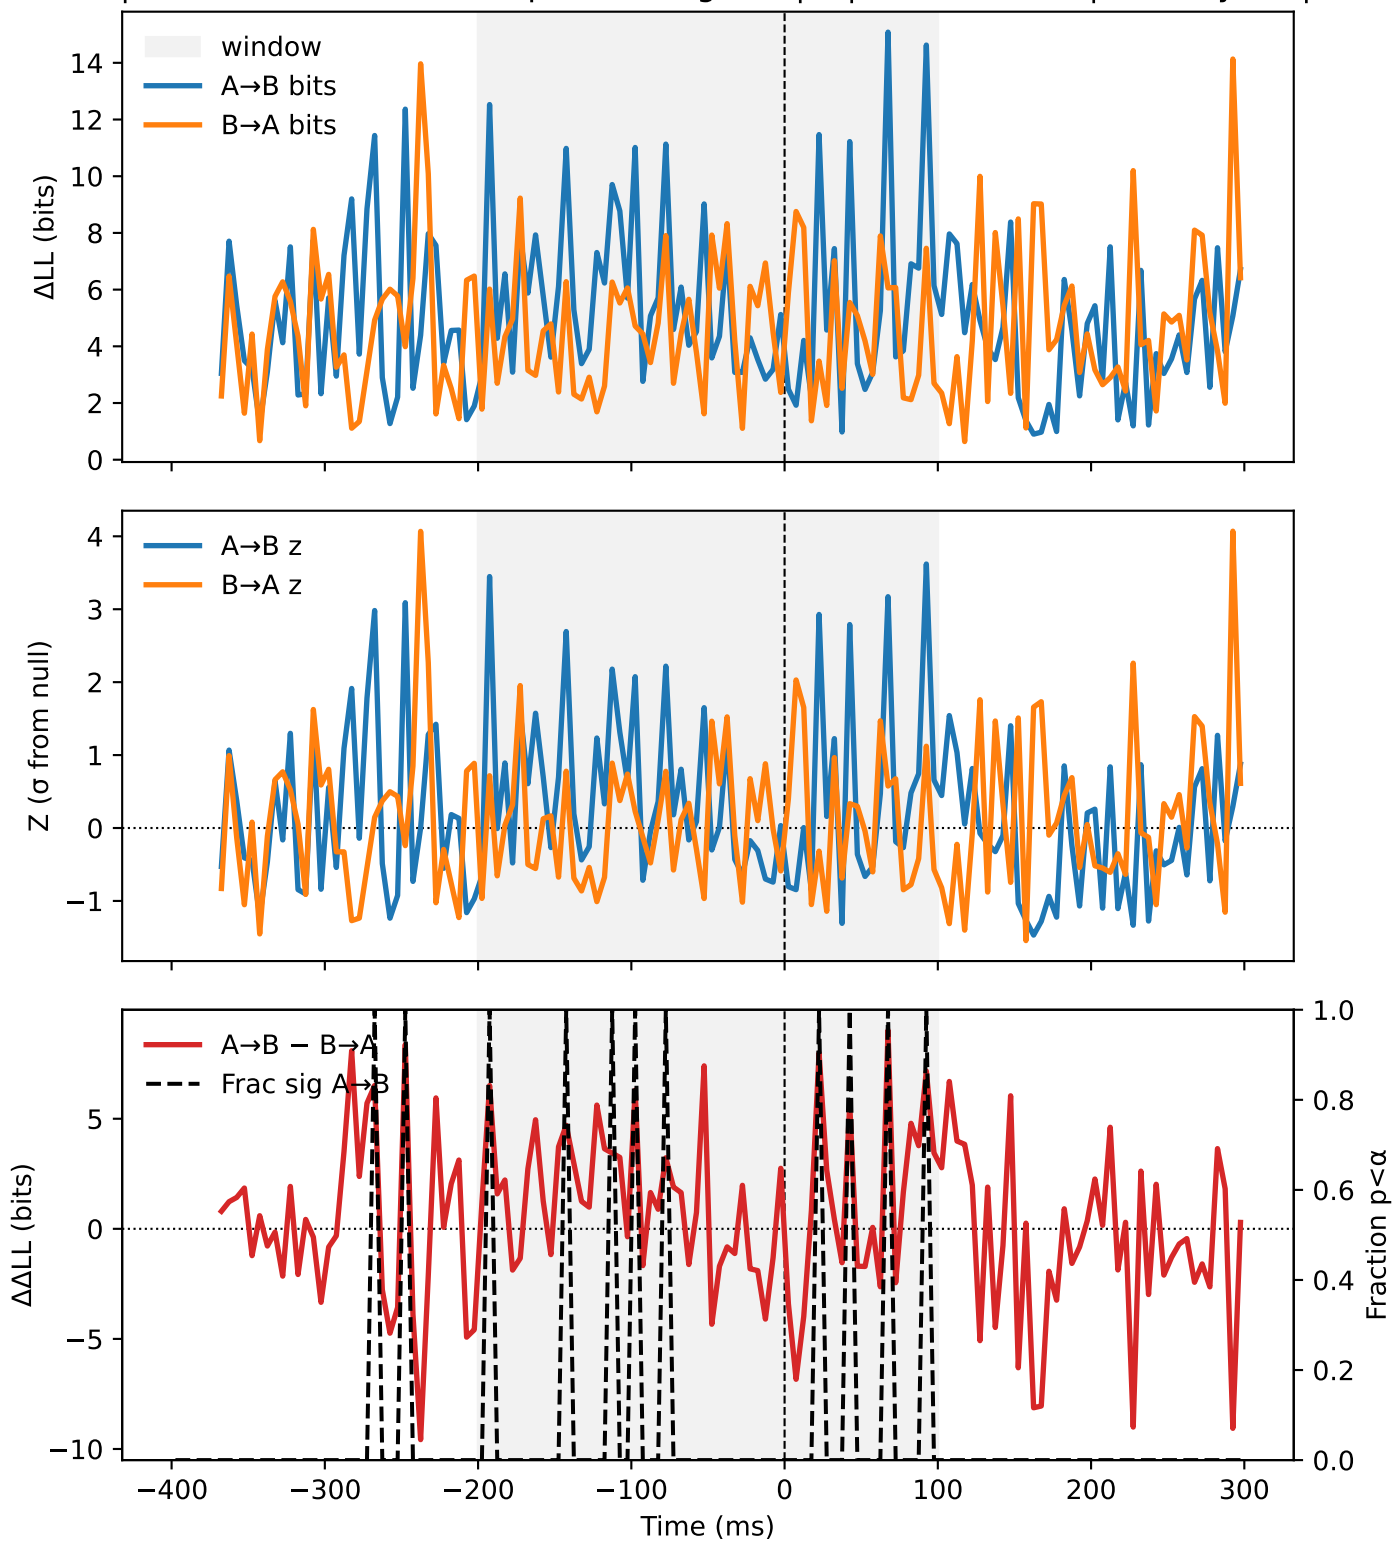 window
A→B bits
B→A bits
ΔLL (bits)
14
12
10
8
6
4
2
0
A→B z
B→A z
Z (σ from null)
4
3
2
1
0
−1
A→B − B→A
Frac sig A→B
ΔΔLL (bits)
5
0
−5
−10
1.0
0.8
0.6
0.4
0.2
0.0
Fraction p<α
−400 −300 −200 −100 0 100 200 300
Time (ms)